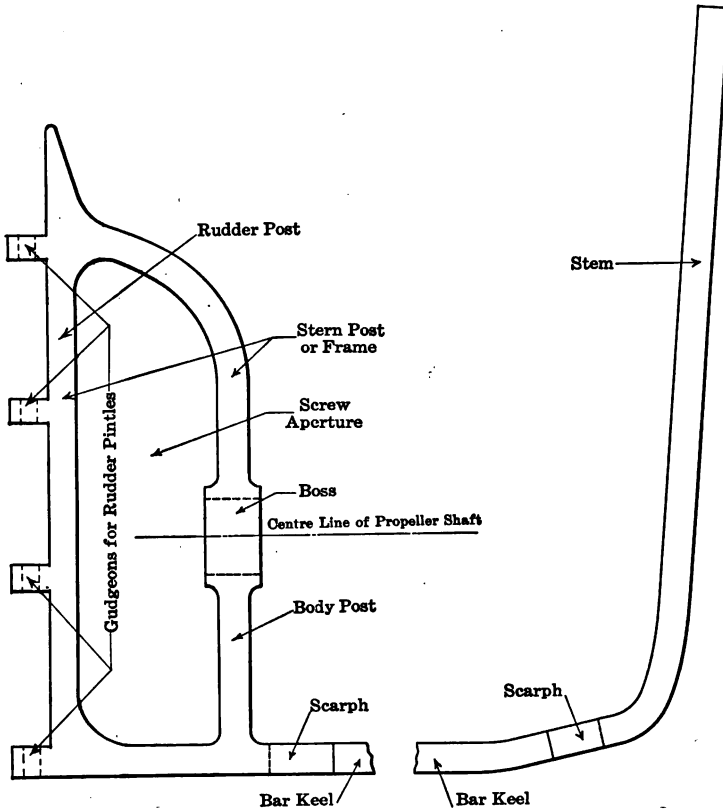 Rudder Post
Stem
Stern Post
or Frame
Screw
Aperture
Gudgeons for Rudder Pintles
Boss
Centre Line of Propeller Shaft
Body Post
Scarph
Scarph
Bar Keel
Bar Keel